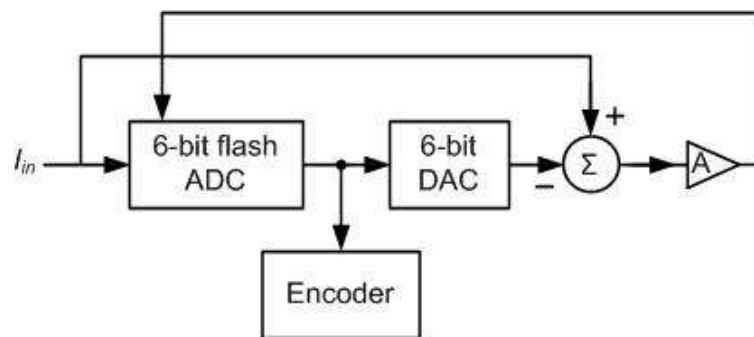 I_in
6-bit flash
ADC
6-bit
DAC
+
−
Σ
A
Encoder